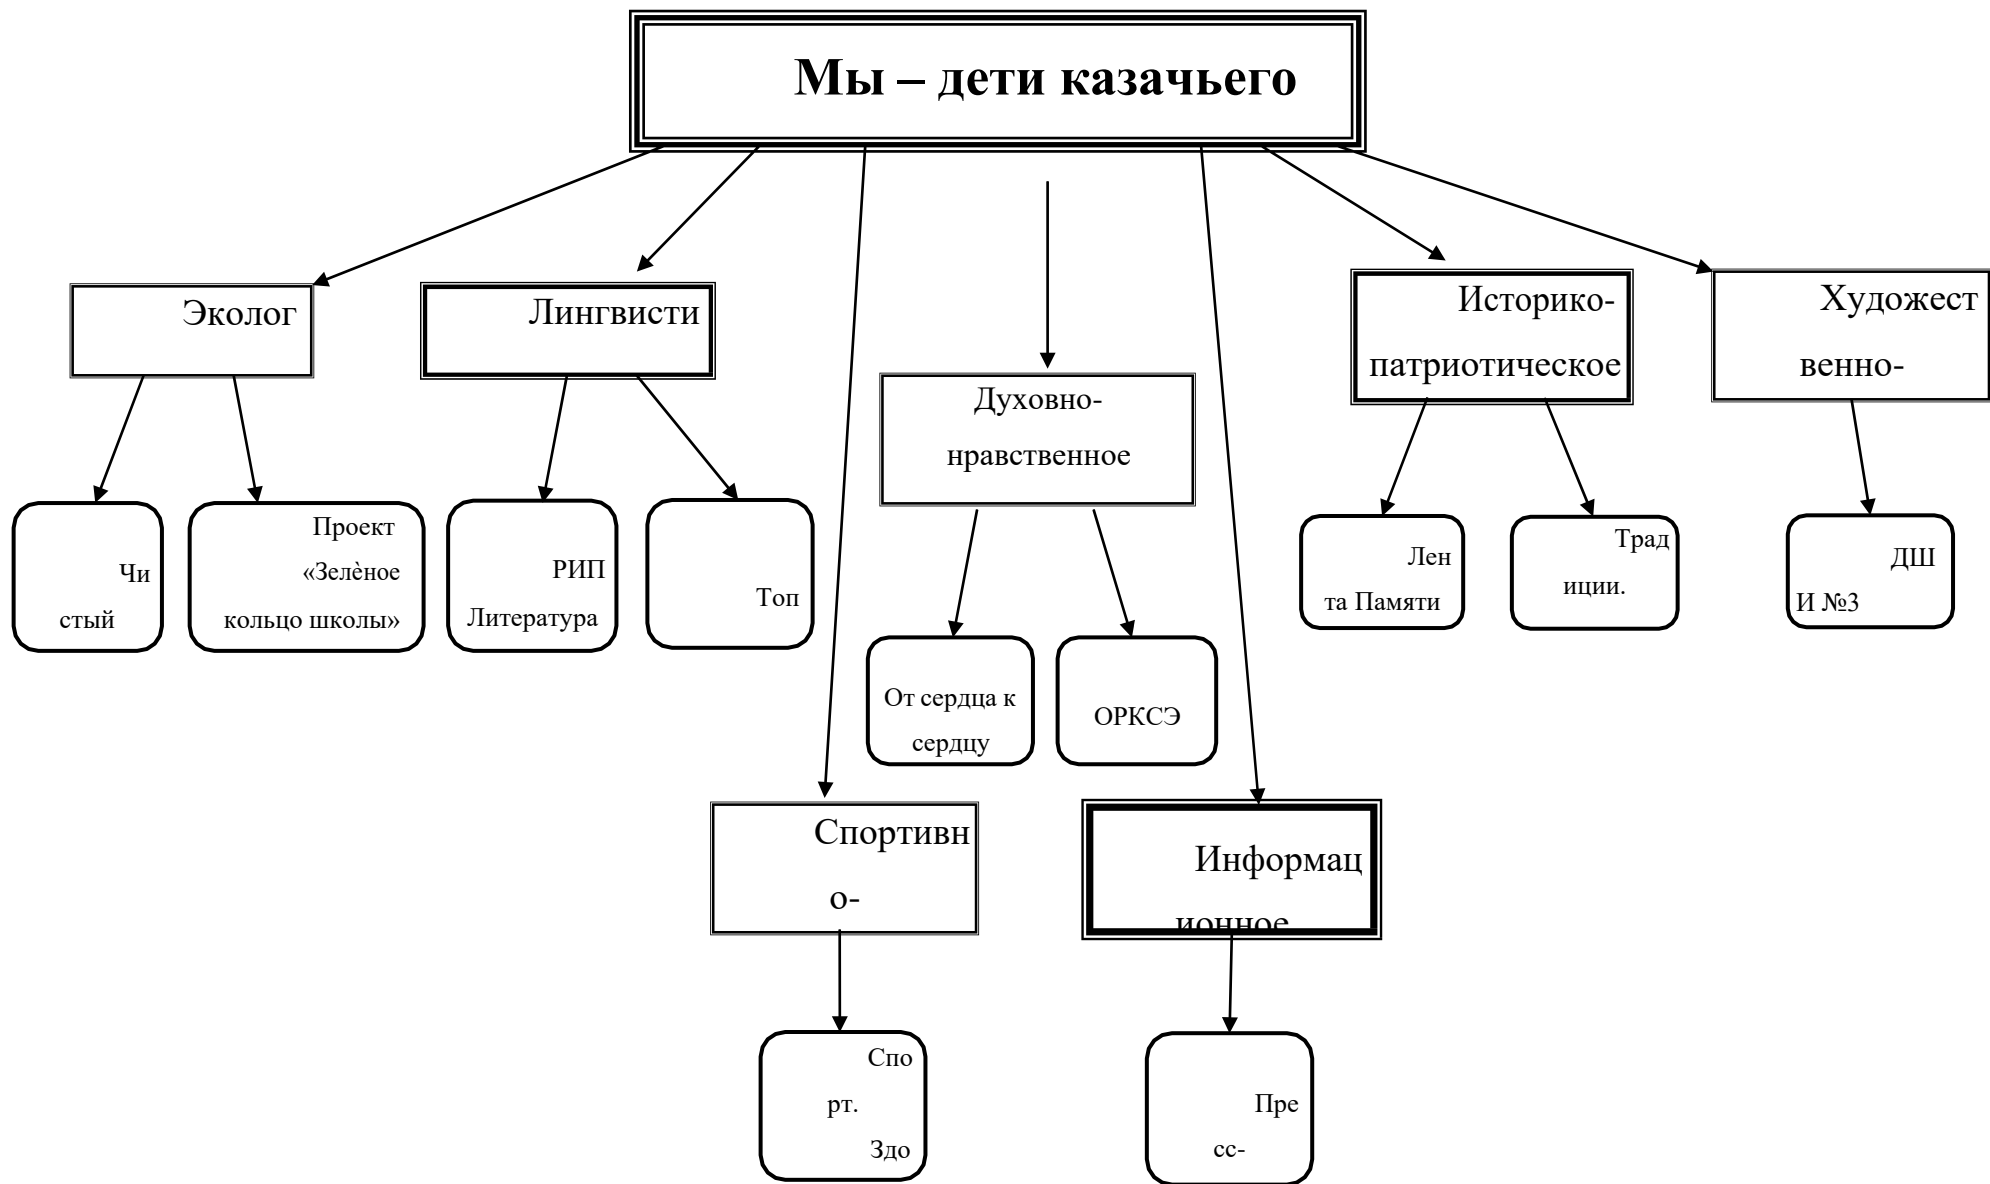 Мы – дети казачьего
Эколог
Лингвисти
Духовно-
нравственное
Историко-
патриотическое
Художест
венно-
Чи
стый
Проект
«Зелѐное
кольцо школы»
РИП
Литература
Топ
От сердца к
сердцу
ОРКСЭ
Лен
та Памяти
Трад
иции.
ДШ
И №3
Спортивн
о-
Информац
ионное
Спо
рт.
Здо
Пре
сс-